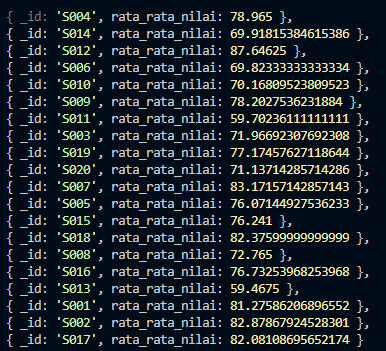 { _id: 'S004', rata_rata_nilai: 78.965 },
{ _id: 'S014', rata_rata_nilai: 69.91815384615386 },
{ _id: 'S012', rata_rata_nilai: 87.64625 },
{ _id: 'S006', rata_rata_nilai: 69.82333333333334 },
{ _id: 'S010', rata_rata_nilai: 70.16809523809523 },
{ _id: 'S009', rata_rata_nilai: 78.2027536231884 },
{ _id: 'S011', rata_rata_nilai: 59.70236111111111 },
{ _id: 'S003', rata_rata_nilai: 71.96692307692308 },
{ _id: 'S019', rata_rata_nilai: 77.17457627118644 },
{ _id: 'S020', rata_rata_nilai: 71.13714285714286 },
{ _id: 'S007', rata_rata_nilai: 83.17157142857143 },
{ _id: 'S005', rata_rata_nilai: 76.07144927536233 },
{ _id: 'S015', rata_rata_nilai: 76.241 },
{ _id: 'S018', rata_rata_nilai: 82.37599999999999 },
{ _id: 'S008', rata_rata_nilai: 72.765 },
{ _id: 'S016', rata_rata_nilai: 76.73253968253968 },
{ _id: 'S013', rata_rata_nilai: 59.4675 },
{ _id: 'S001', rata_rata_nilai: 81.27586206896552 },
{ _id: 'S002', rata_rata_nilai: 82.87867924528301 },
{ _id: 'S017', rata_rata_nilai: 82.08108695652174 }